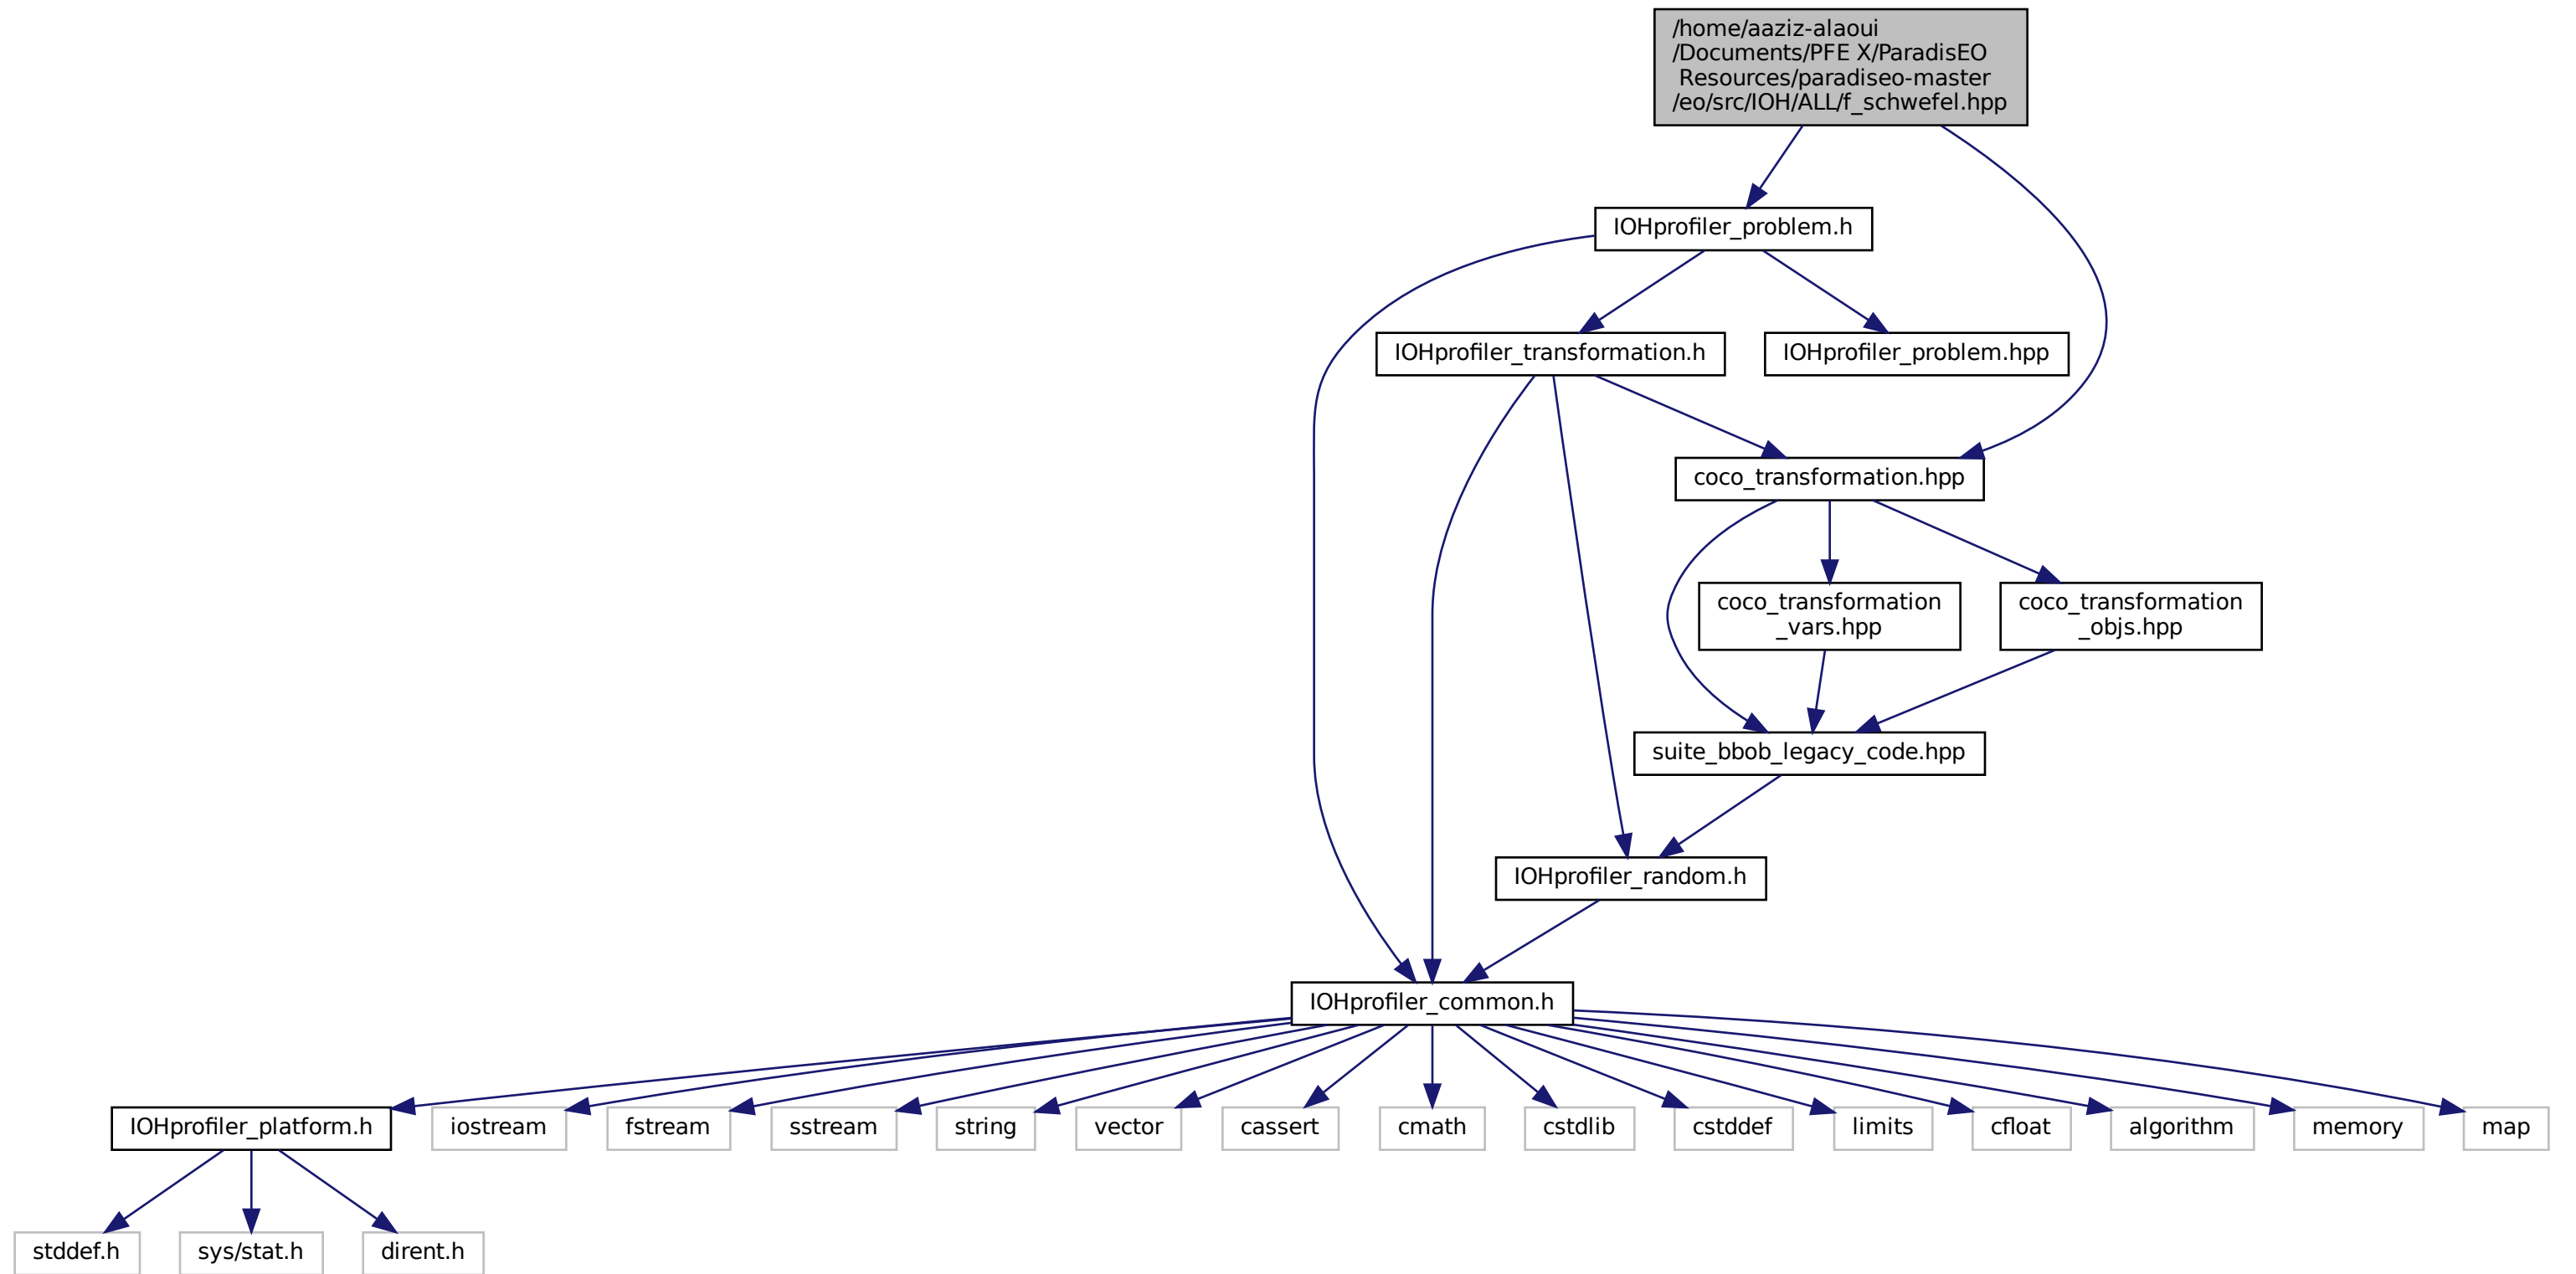 /home/aaziz-alaoui
/Documents/PFE X/ParadisEO
Resources/paradiseo-master
/eo/src/IOH/ALL/f_schwefel.hpp
IOHprofiler_problem.h
IOHprofiler_transformation.h
IOHprofiler_problem.hpp
coco_transformation.hpp
coco_transformation
_vars.hpp
coco_transformation
_objs.hpp
suite_bbob_legacy_code.hpp
IOHprofiler_random.h
IOHprofiler_common.h
IOHprofiler_platform.h
iostream
fstream
sstream
string
vector
cassert
cmath
cstdlib
cstddef
limits
cfloat
algorithm
memory
map
stddef.h
sys/stat.h
dirent.h